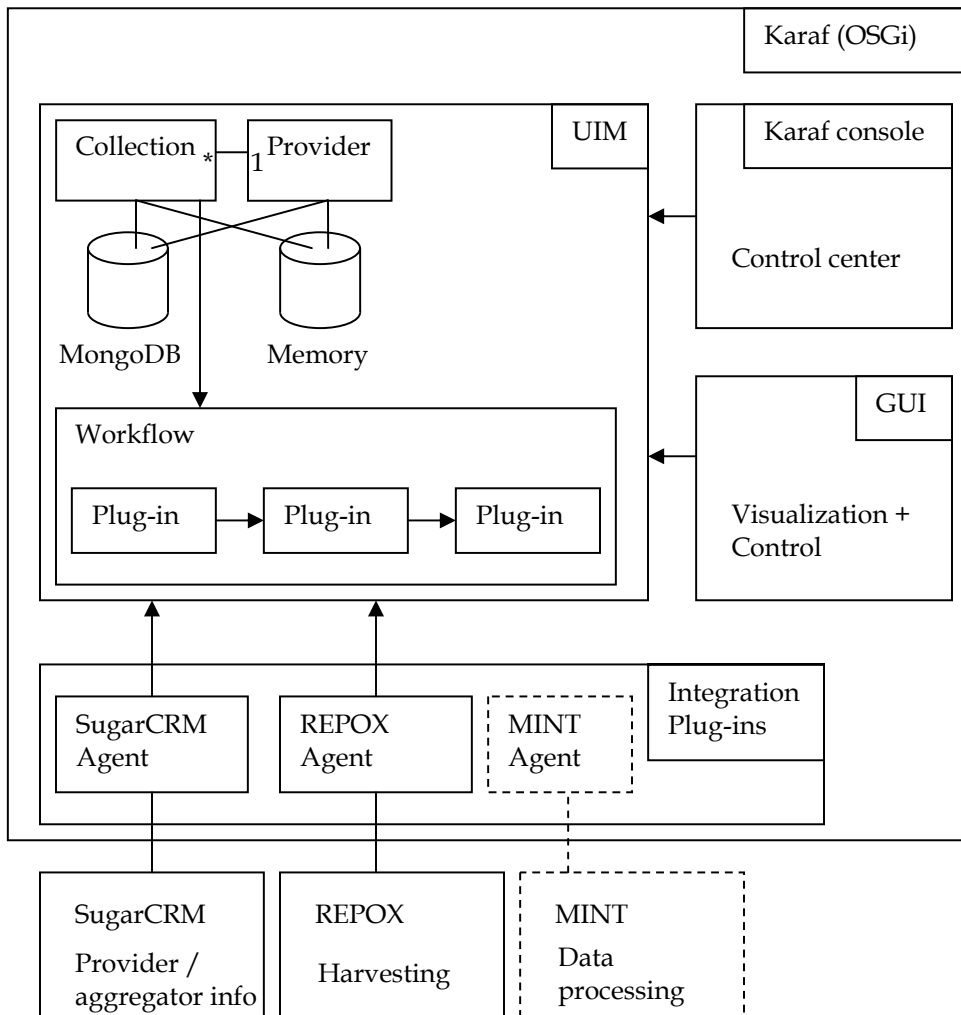 Karaf (OSGi)
UIM
Karaf console
Collection
*
1
Provider
Control center
MongoDB
Memory
GUI
Workflow
Plug-in
Plug-in
Plug-in
Visualization +
Control
Integration
Plug-ins
SugarCRM
Agent
REPOX
Agent
MINT
Agent
SugarCRM
Provider /
aggregator info
REPOX
Harvesting
MINT
Data
processing